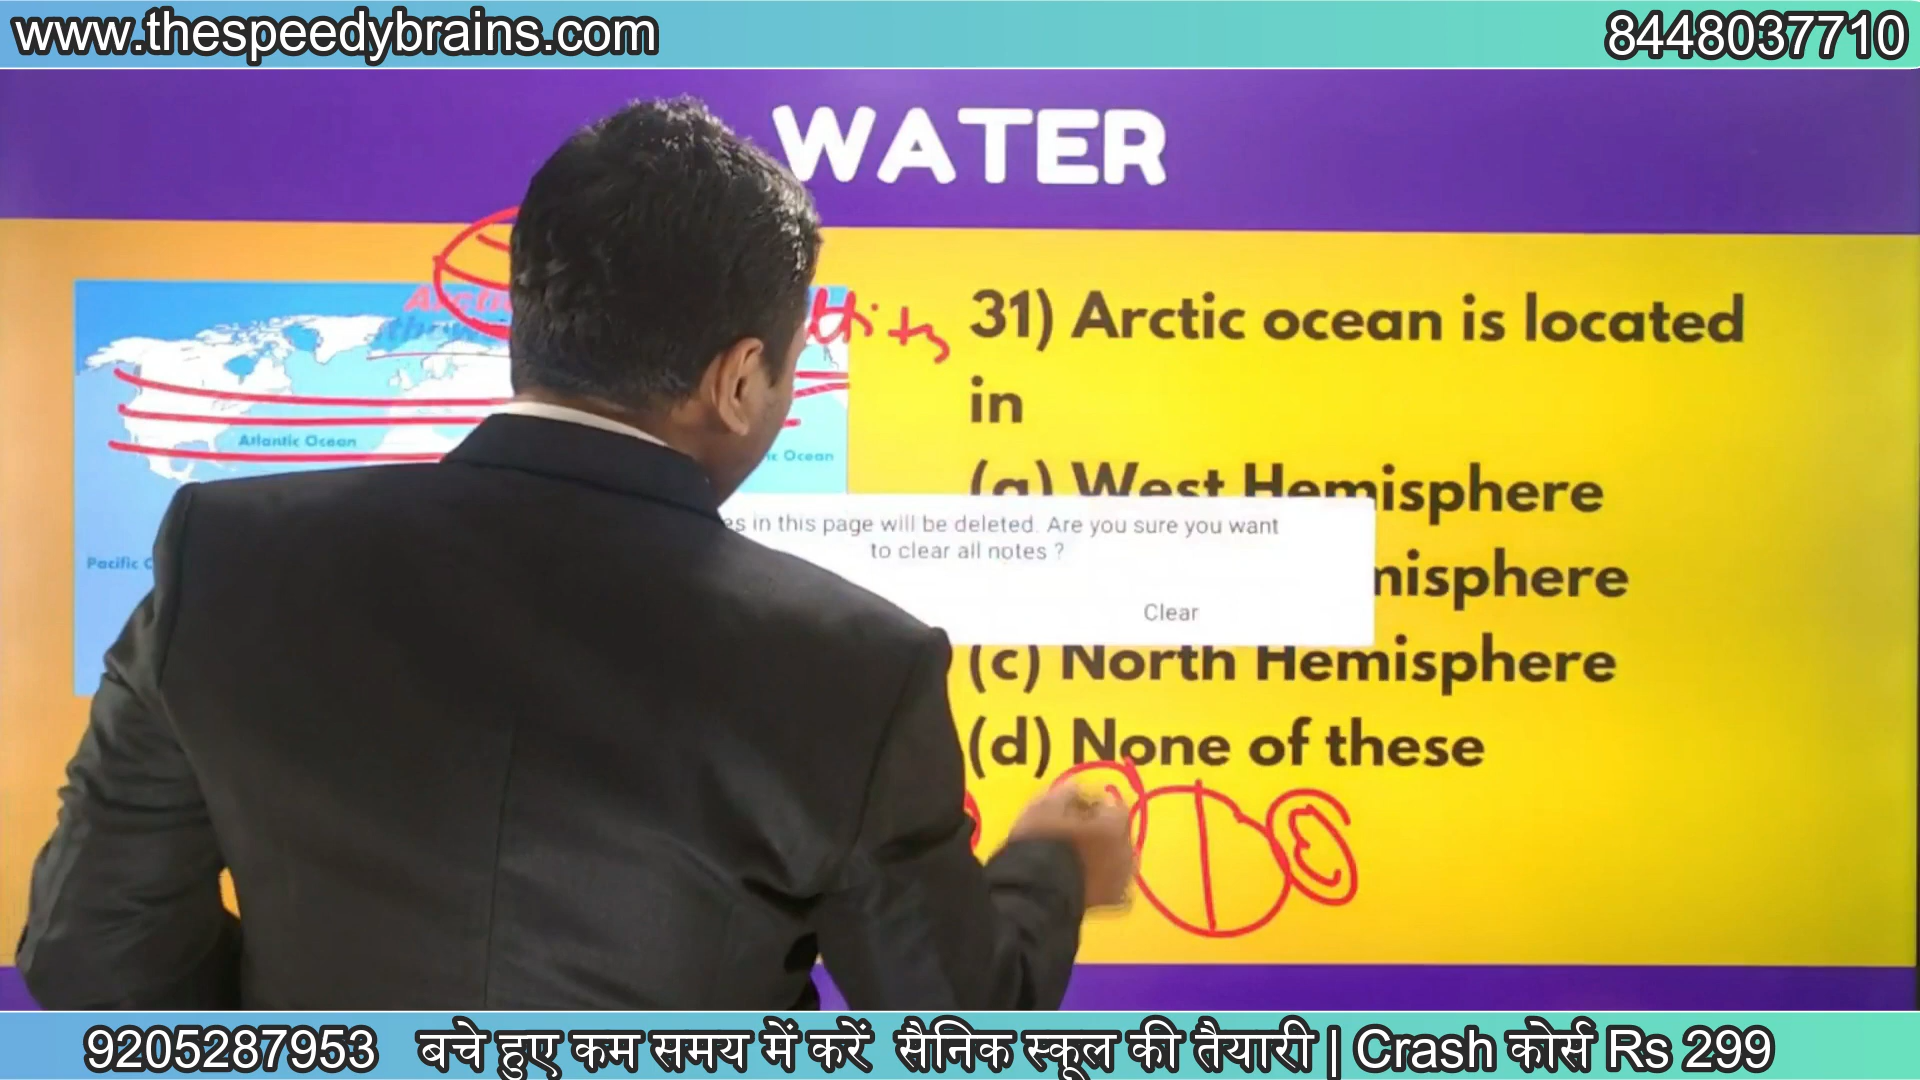 www.thespeedybrains.com
8448037710
WATER
31) Arctic ocean is located
in
(a) West Hemisphere
(c) North Hemisphere
(d) None of these
in this page will be deleted. Are you sure you want
to clear all notes ?
Clear
Atlantic Ocean
Ocean
Pacific
9205287953 बचे हुए कम समय में करें सैनिक स्कूल की तैयारी | Crash कोर्स Rs 299